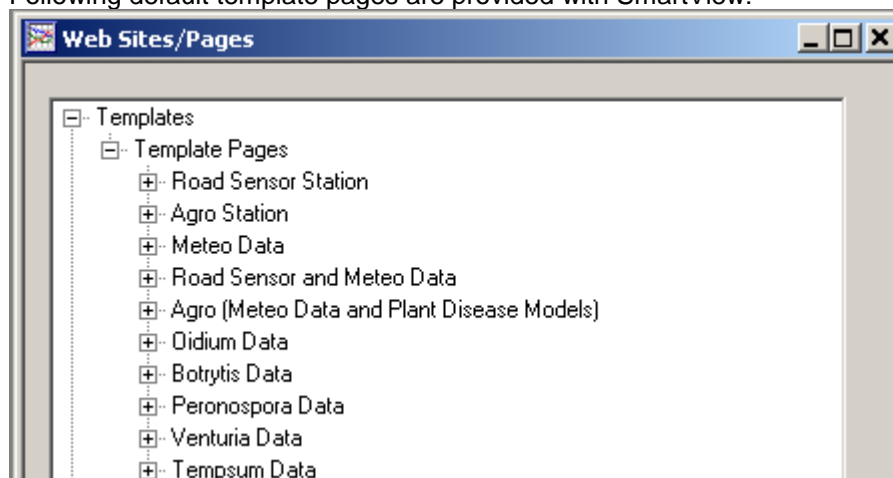 Following default template pages are provided with SmartView:
Web Sites/Pages
Templates
Template Pages
Road Sensor Station
Agro Station
Meteo Data
Road Sensor and Meteo Data
Agro (Meteo Data and Plant Disease Models)
Oidium Data
Botrytis Data
Peronospora Data
Venturia Data
Tempsum Data